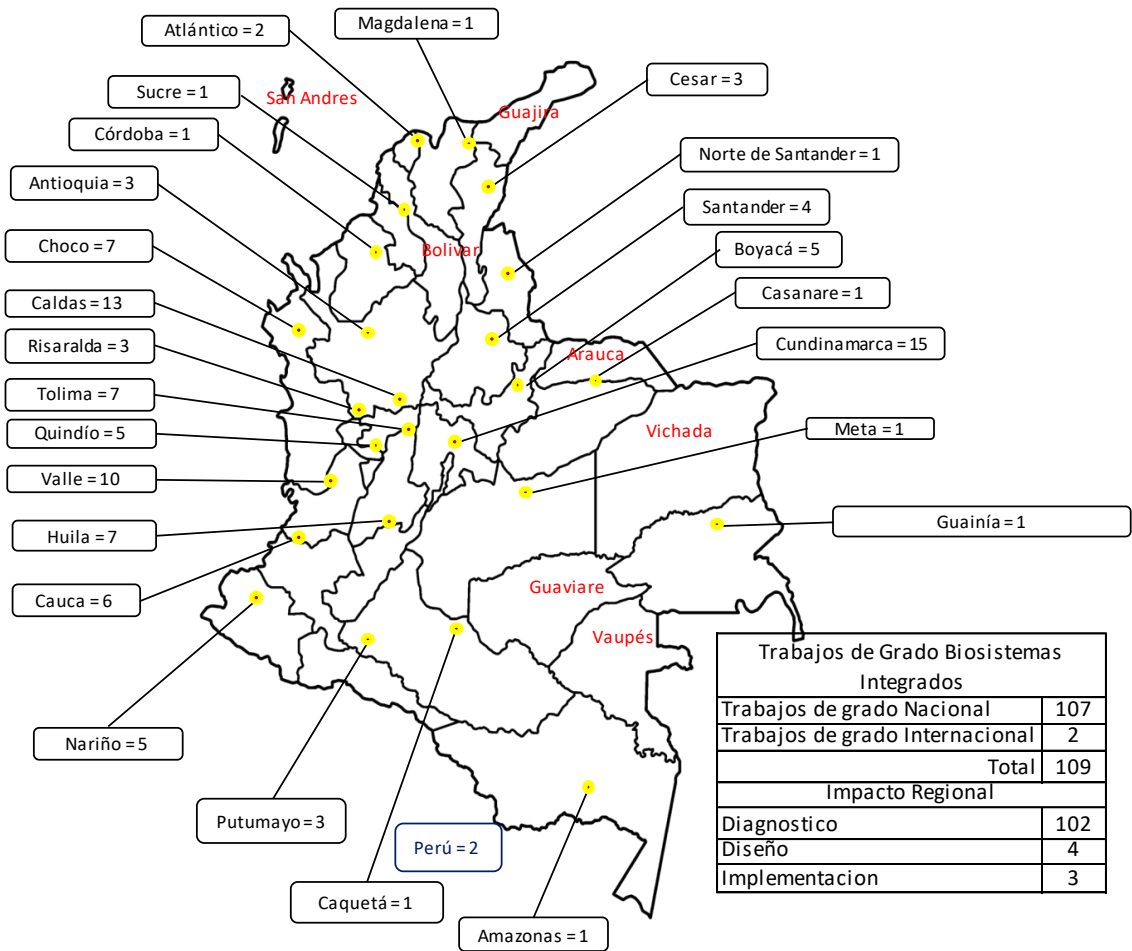 Atlántico = 2
Magdalena = 1
Cesar = 3
Sucre = 1
San Andres
Guajira
Córdoba = 1
Norte de Santander = 1
Antioquia = 3
Santander = 4
Choco = 7
Bolivar
Boyacá = 5
Caldas = 13
Casanare = 1
Risaralda = 3
Arauca
Cundinamarca = 15
Tolima = 7
Quindío = 5
Vichada
Meta = 1
Valle = 10
Huila = 7
Guainía = 1
Cauca = 6
Guaviare
Vaupés
Nariño = 5
Putumayo = 3
Perú = 2
Caquetá = 1
Amazonas = 1
Trabajos de Grado Biosistemas
Integrados
Trabajos de grado Nacional 107
Trabajos de grado Internacional 2
Total 109
Impacto Regional
Diagnostico 102
Diseño 4
Implementacion 3